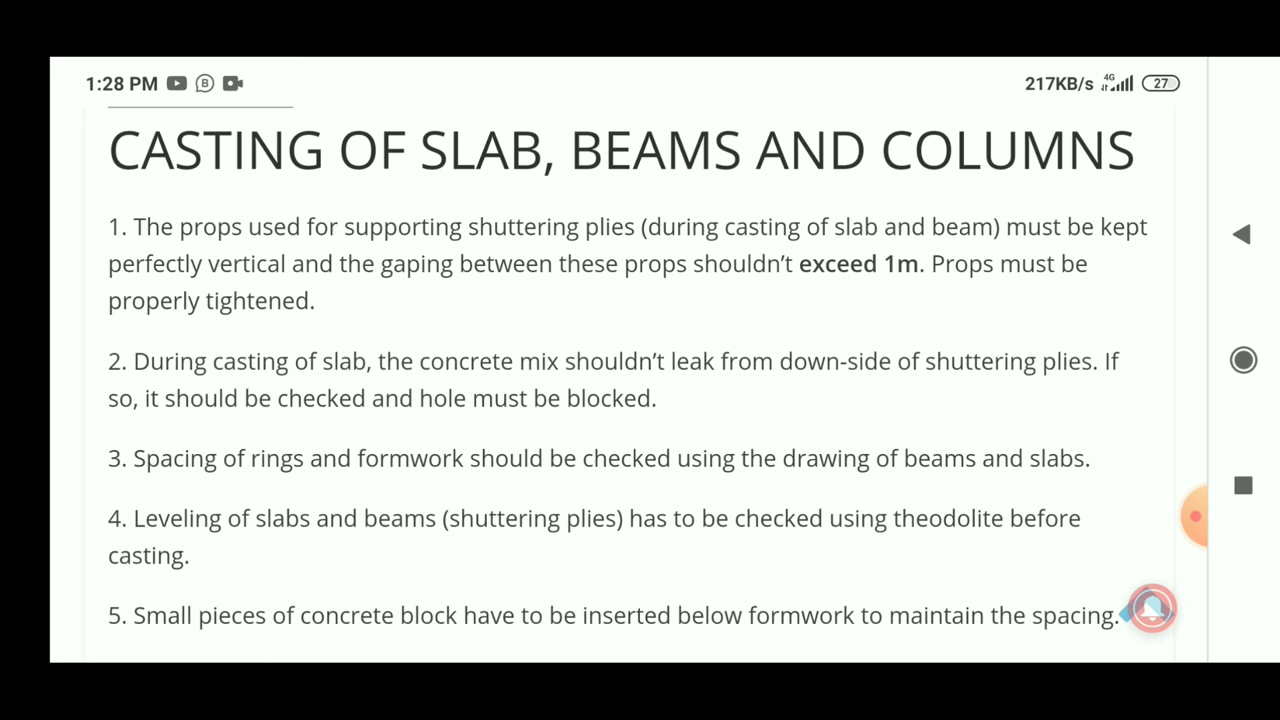 1:28 PM
217KB/s 4G 27
CASTING OF SLAB, BEAMS AND COLUMNS
1. The props used for supporting shuttering plies (during casting of slab and beam) must be kept
perfectly vertical and the gaping between these props shouldn’t exceed 1m. Props must be
properly tightened.
2. During casting of slab, the concrete mix shouldn’t leak from down-side of shuttering plies. If
so, it should be checked and hole must be blocked.
3. Spacing of rings and formwork should be checked using the drawing of beams and slabs.
4. Leveling of slabs and beams (shuttering plies) has to be checked using theodolite before
casting.
5. Small pieces of concrete block have to be inserted below formwork to maintain the spacing.